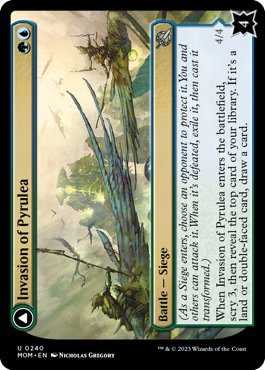 Invasion of Pyrulea
Battle — Siege
(As a Siege enters, choose an opponent to protect it. You and
others can attack it. When it's defeated, exile it, then cast it
transformed.)
When Invasion of Pyrulea enters the battlefield,
scry 3, then reveal the top card of your library. If it's a
land or double-faced card, draw a card.
4/4
4
U 0240
MOM • EN Nicholas Gregory
™ & © 2023 Wizards of the Coast